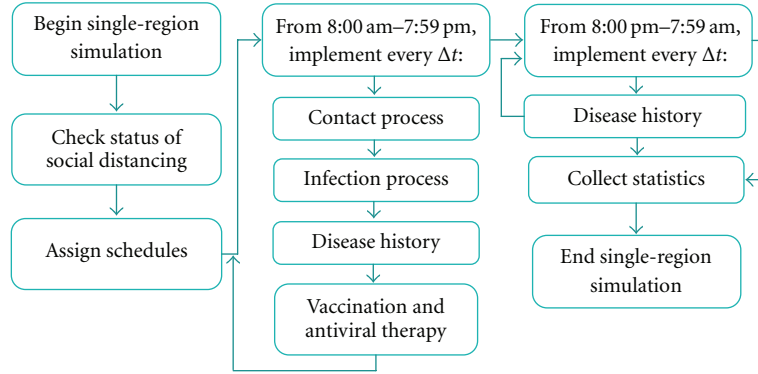 Begin single-region
simulation
Check status of
social distancing
Assign schedules
From 8:00 am–7:59 pm,
implement every Δt:
Contact process
Infection process
Disease history
Vaccination and
antiviral therapy
From 8:00 pm–7:59 am,
implement every Δt:
Disease history
Collect statistics
End single-region
simulation